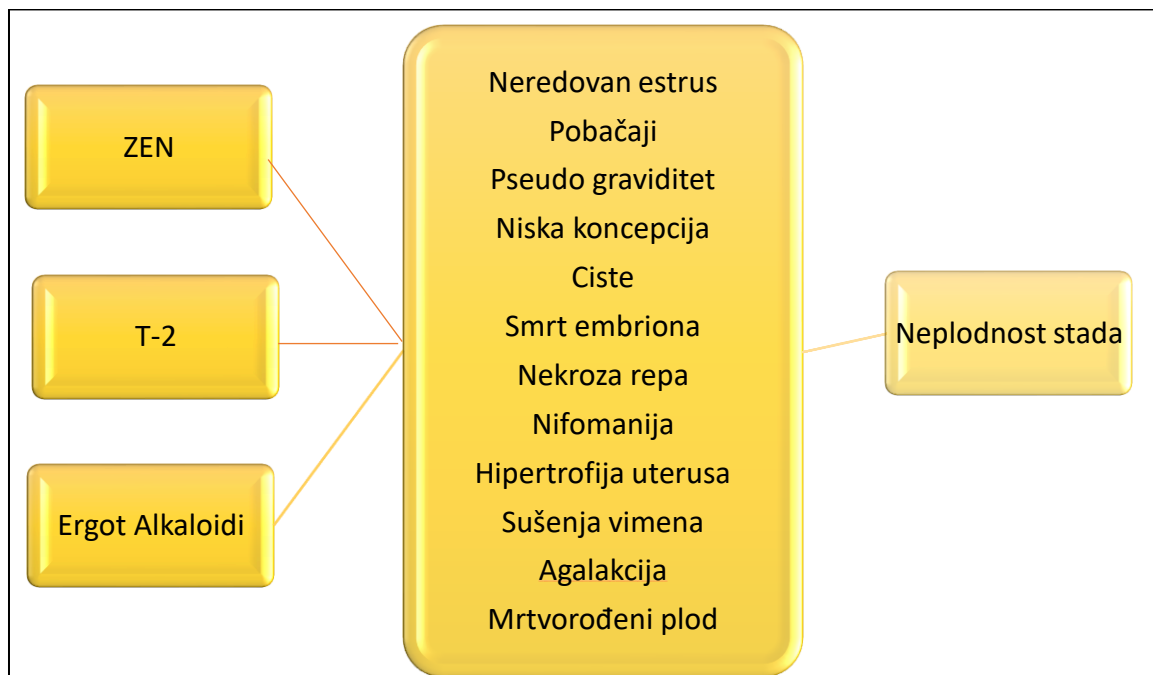 ZEN
T-2
Ergot Alkaloidi
Neredovan estrus
Pobačaji
Pseudo graviditet
Niska koncepcija
Ciste
Smrt embriona
Nekroza repa
Nifomanija
Hipertrofija uterusa
Sušenja vimena
Agalakcija
Mrtvorođeni plod
Neplodnost stada